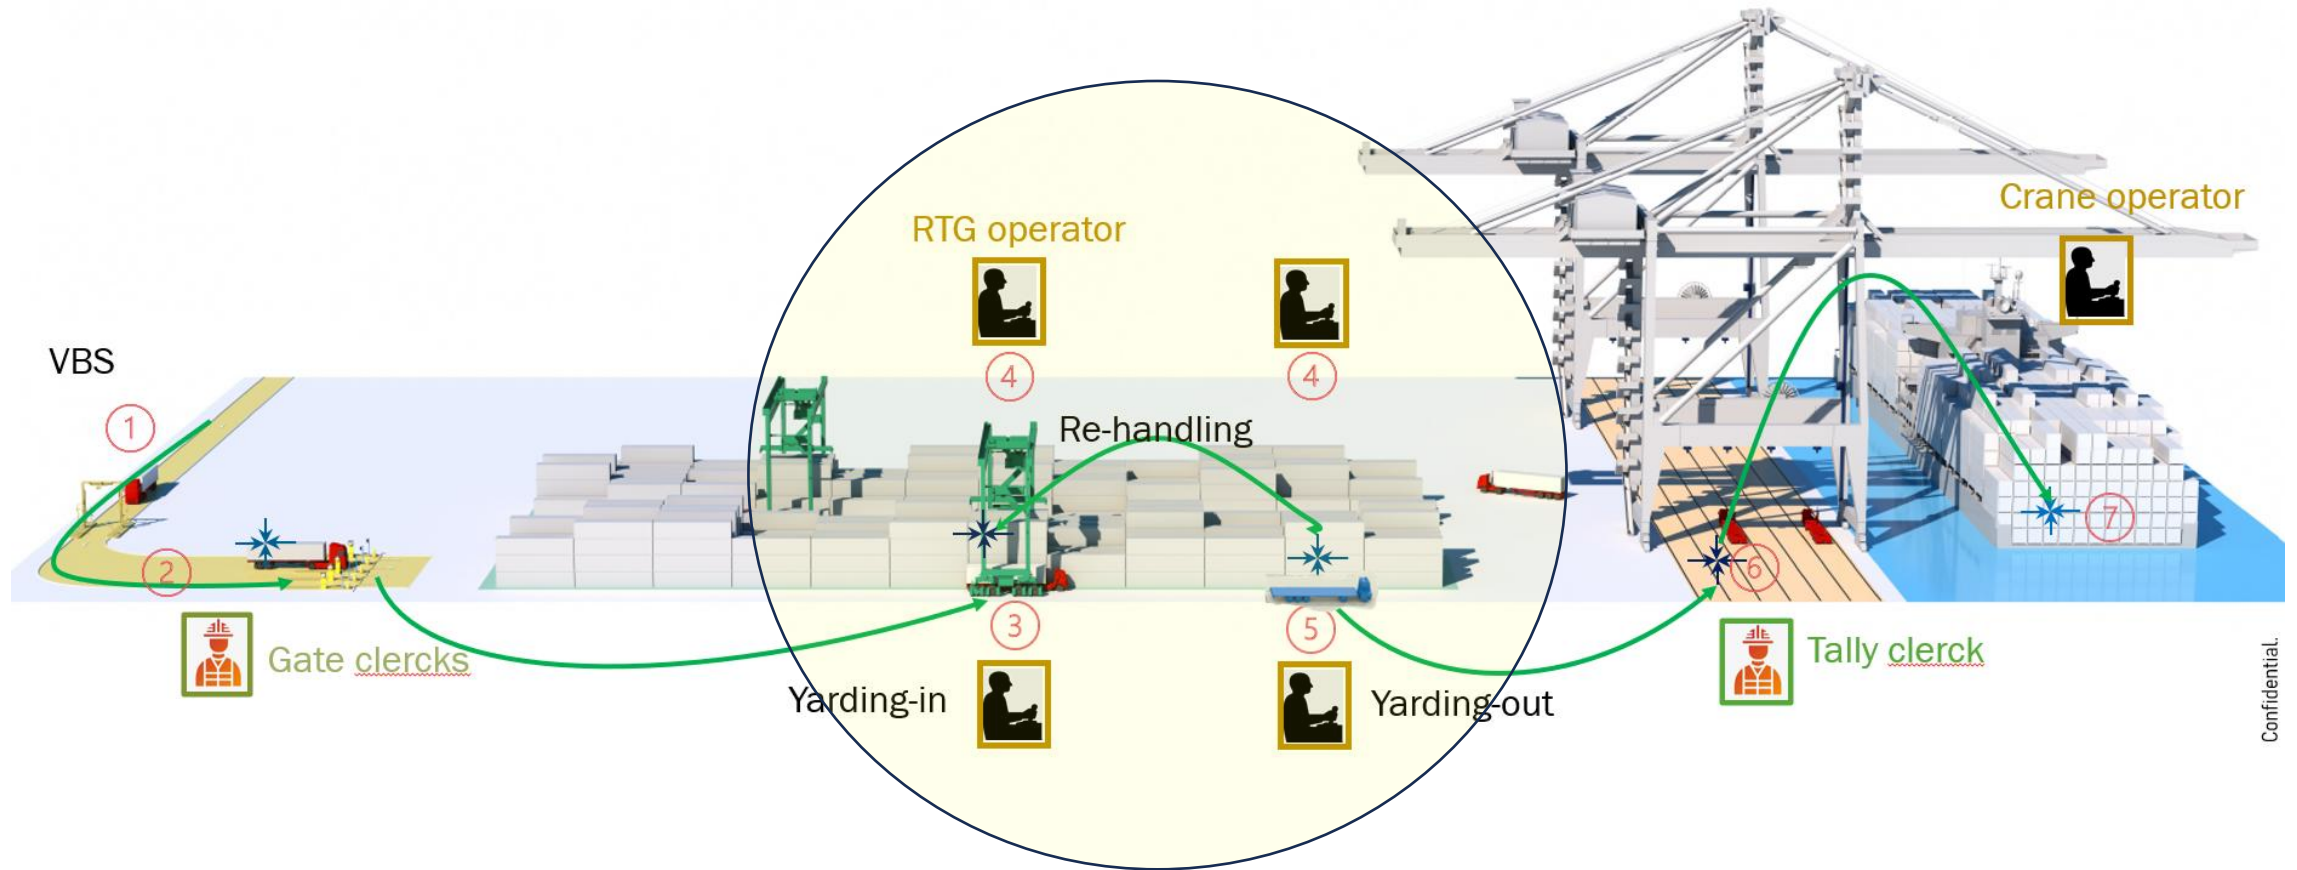 Crane operator
RTG operator
VBS
4
4
1
Re-handling
7
6
2
3
5
Gate clercks
Tally clerck
Yarding-in
Yarding-out
Confidential.